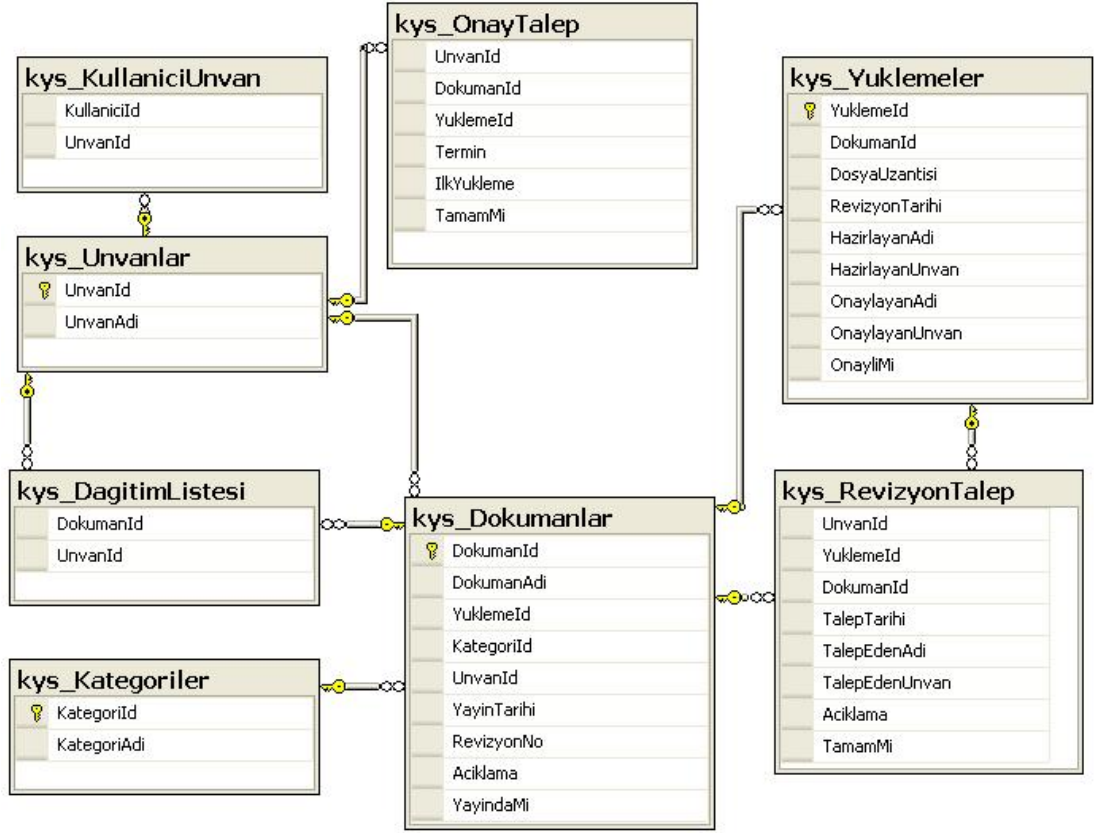 kys_OnayTalep
UnvanId
DokumanId
YuklemeId
Termin
IlkYukleme
TamamMi
kys_KullaniciUnvan
KullaniciId
UnvanId
kys_Yuklemeler
YuklemeId
DokumanId
DosyaUzantisi
RevizyonTarihi
HazirlayanAdi
HazirlayanUnvan
OnaylayanAdi
OnaylayanUnvan
OnayliMi
kys_Unvanlar
UnvanId
UnvanAdi
kys_DagitimListesi
DokumanId
UnvanId
kys_Dokumanlar
DokumanId
DokumanAdi
YuklemeId
KategoriId
UnvanId
YayinTarihi
RevizyonNo
Aciklama
YayindaMi
kys_RevizyonTalep
UnvanId
YuklemeId
DokumanId
TalepTarihi
TalepEdenAdi
TalepEdenUnvan
Aciklama
TamamMi
kys_Kategoriler
KategoriId
KategoriAdi